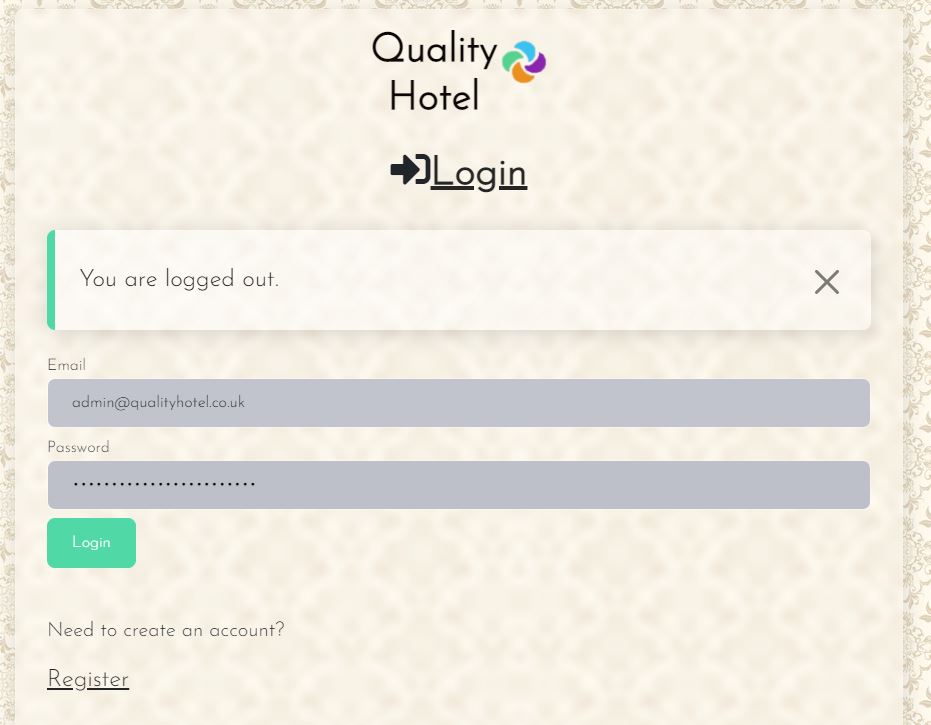 Quality
Hotel
Login
You are logged out.
Email
admin@qualityhotel.co.uk
Password
••••••••••••••••••••••••
Login
Need to create an account?
Register